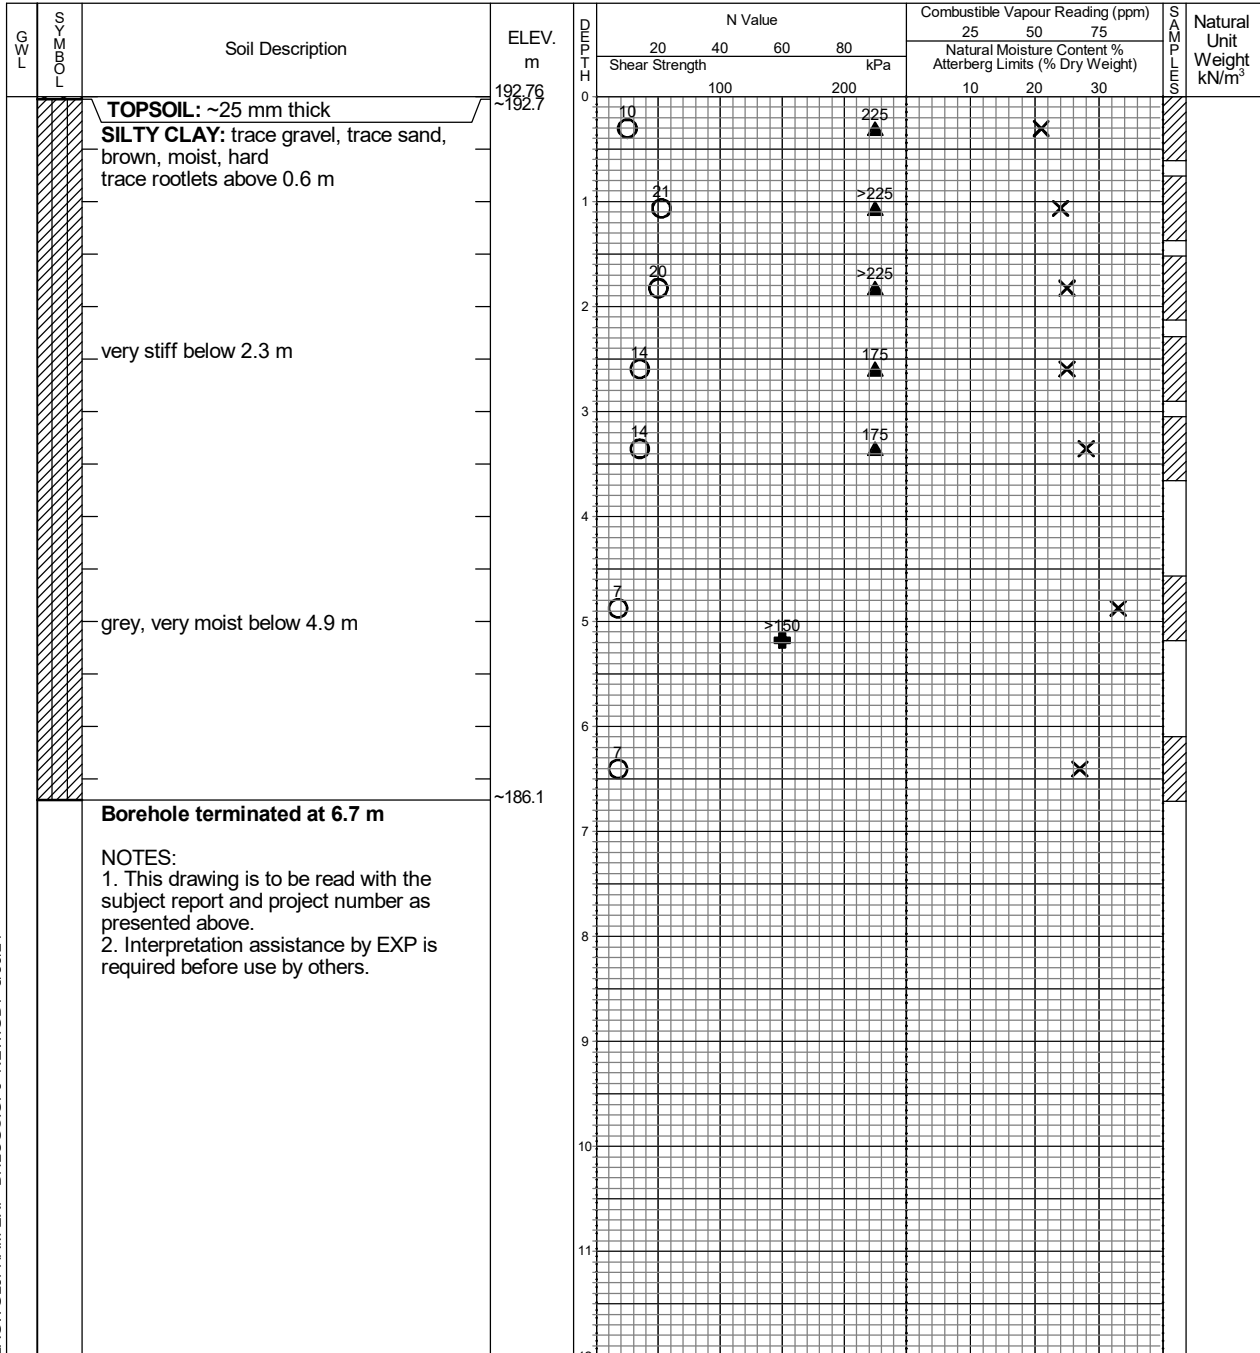 GWL
SYMBOL
Soil Description
ELEV.
m
192.76
DEPTH
N Value
20 40 60 80
Shear Strength kPa
100 200
Combustible Vapour Reading (ppm)
25 50 75
Natural Moisture Content %
Atterberg Limits (% Dry Weight)
10 20 30
SAMPLES
Natural
Unit
Weight
kN/m³
0
TOPSOIL: ~25 mm thick
~192.7
SILTY CLAY: trace gravel, trace sand,
brown, moist, hard
trace rootlets above 0.6 m
10 225
1
21 >225
20 >225
2
very stiff below 2.3 m
14 175
3
14 175
4
7
grey, very moist below 4.9 m
5
>150
6
7
~186.1
Borehole terminated at 6.7 m
7
NOTES:
1. This drawing is to be read with the
subject report and project number as
presented above.
2. Interpretation assistance by EXP is
required before use by others.
8
9
10
11